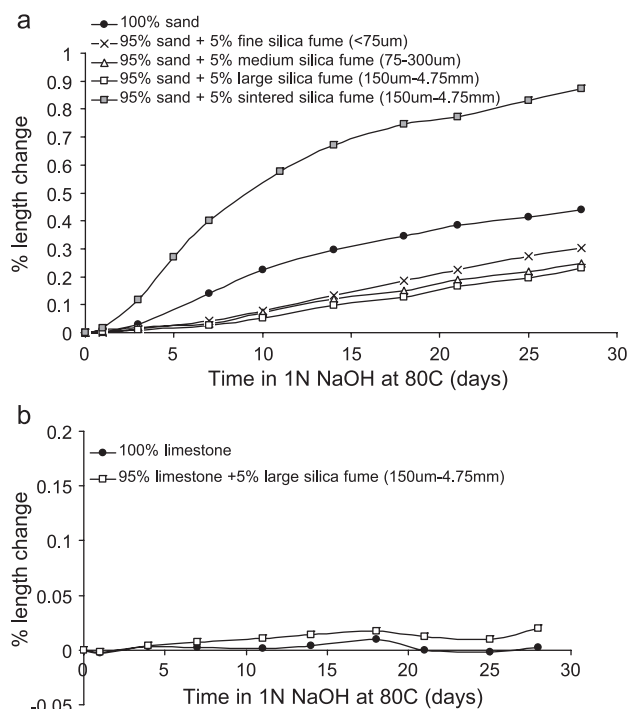 a
100% sand
95% sand + 5% fine silica fume (<75um)
95% sand + 5% medium silica fume (75-300um)
95% sand + 5% large silica fume (150um-4.75mm)
95% sand + 5% sintered silica fume (150um-4.75mm)
% length change
1
0.9
0.8
0.7
0.6
0.5
0.4
0.3
0.2
0.1
0
0 5 10 15 20 25 30
Time in 1N NaOH at 80C (days)
b
100% limestone
95% limestone +5% large silica fume (150um-4.75mm)
% length change
0.2
0.15
0.1
0.05
0
-0.05
0 5 10 15 20 25 30
Time in 1N NaOH at 80C (days)